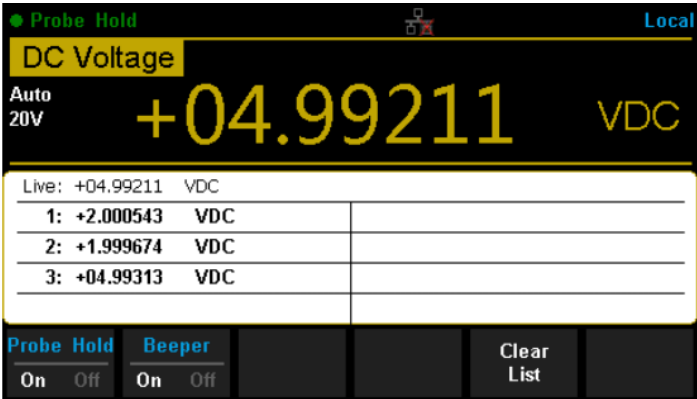 Probe Hold Local
DC Voltage
Auto
20V
+04.99211 VDC
Live: +04.99211 VDC
1: +2.000543 VDC
2: +1.999674 VDC
3: +04.99313 VDC
Probe Hold Beeper Clear
On Off On Off List